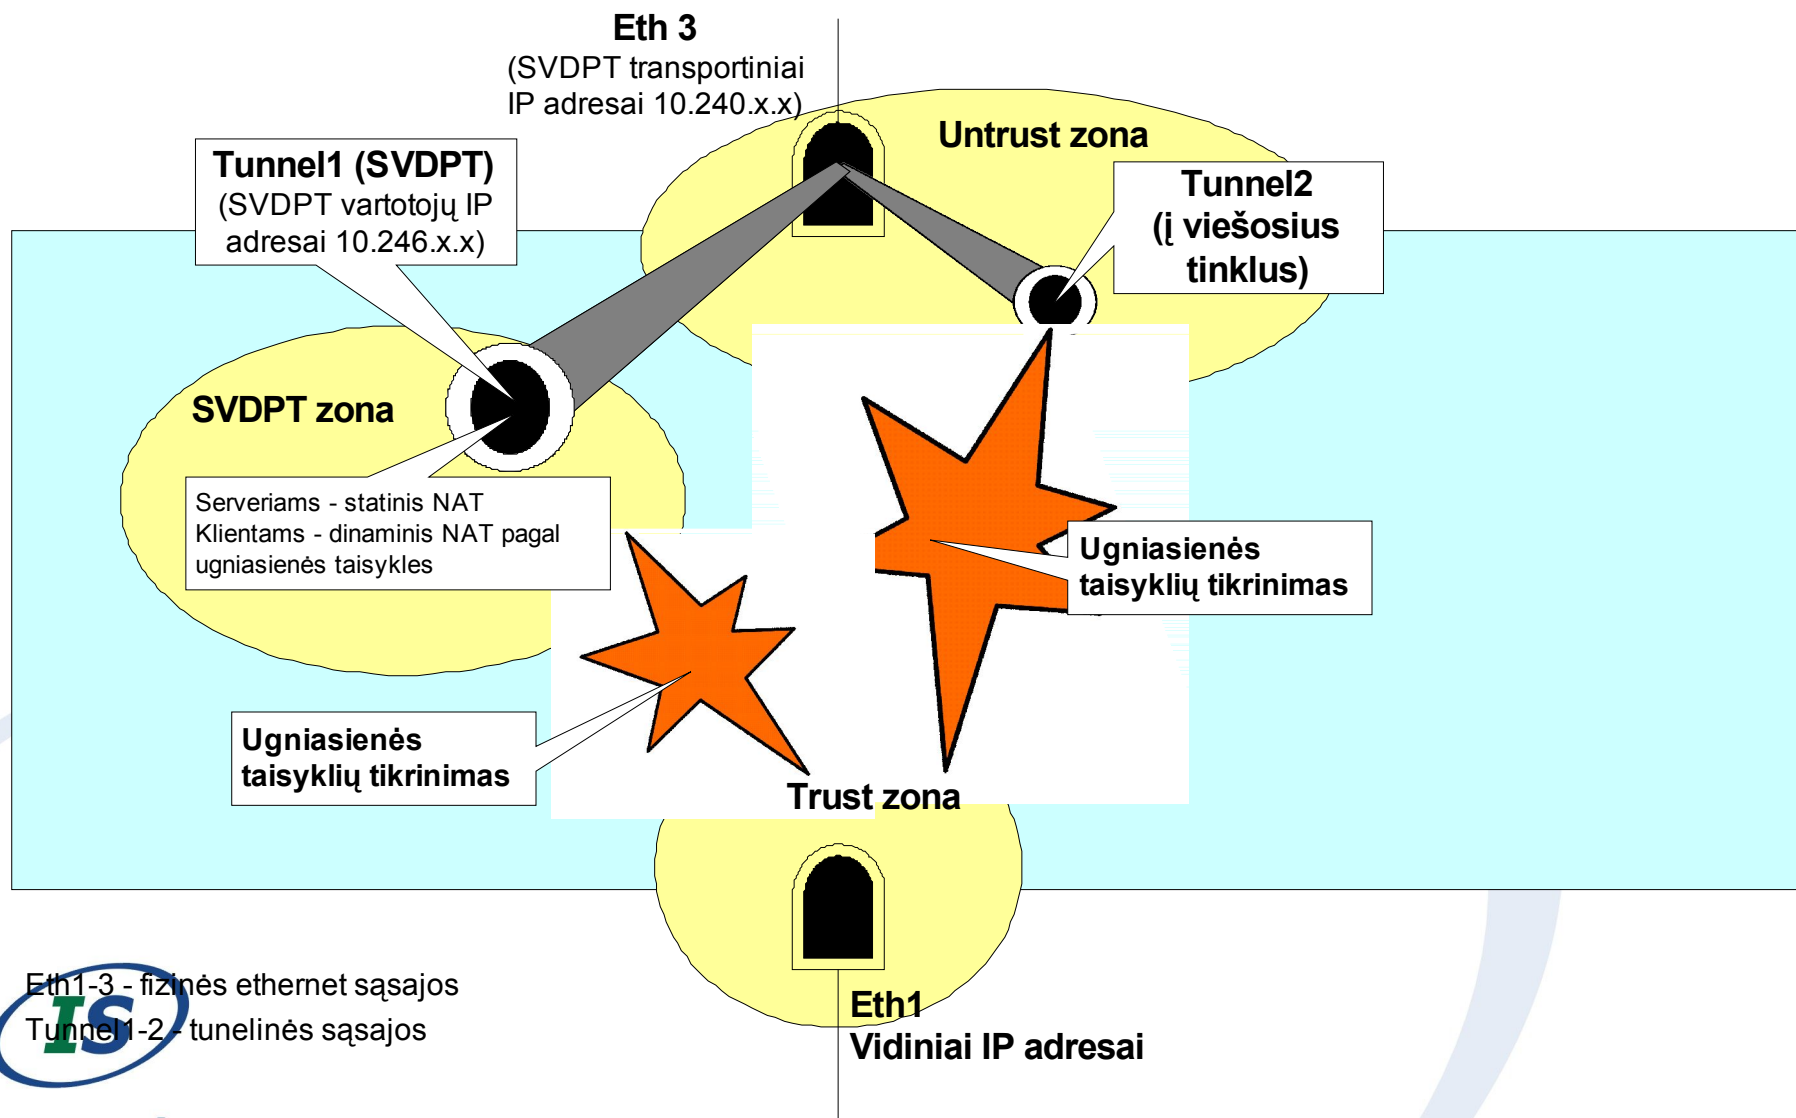 Eth 3
(SVDPT transportiniai
IP adresai 10.240.x.x)
Untrust zona
Tunnel1 (SVDPT)
(SVDPT vartotojų IP
adresai 10.246.x.x)
Tunnel2
(į viešosius
tinklus)
SVDPT zona
Serveriams - statinis NAT
Klientams - dinaminis NAT pagal
ugniasienės taisykles
Ugniasienės
taisyklių tikrinimas
Ugniasienės
taisyklių tikrinimas
Trust zona
Eth1-3 - fizinės ethernet sąsajos
Tunnel1-2 - tunelinės sąsajos
IS
Eth1
Vidiniai IP adresai